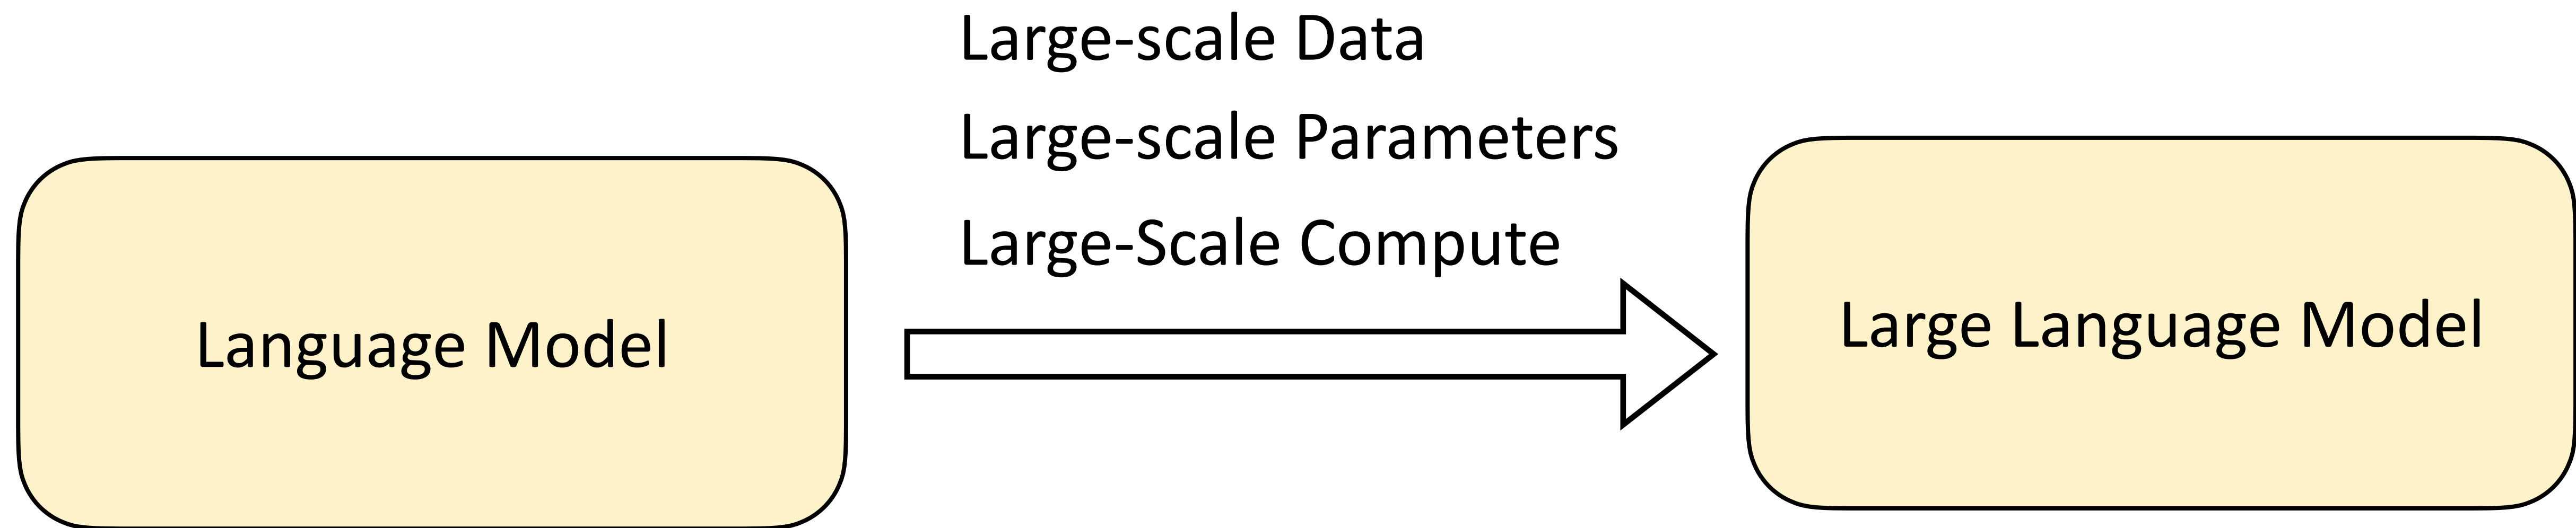 Large-scale Data
Large-scale Parameters
Large-Scale Compute
Language Model
Large Language Model